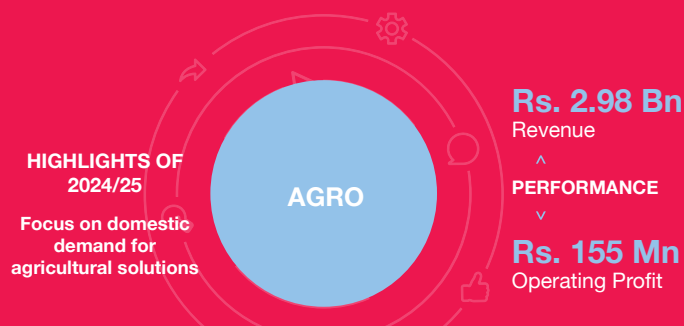 HIGHLIGHTS OF
2024/25
Focus on domestic
demand for
agricultural solutions
AGRO
Rs. 2.98 Bn
Revenue
PERFORMANCE
Rs. 155 Mn
Operating Profit